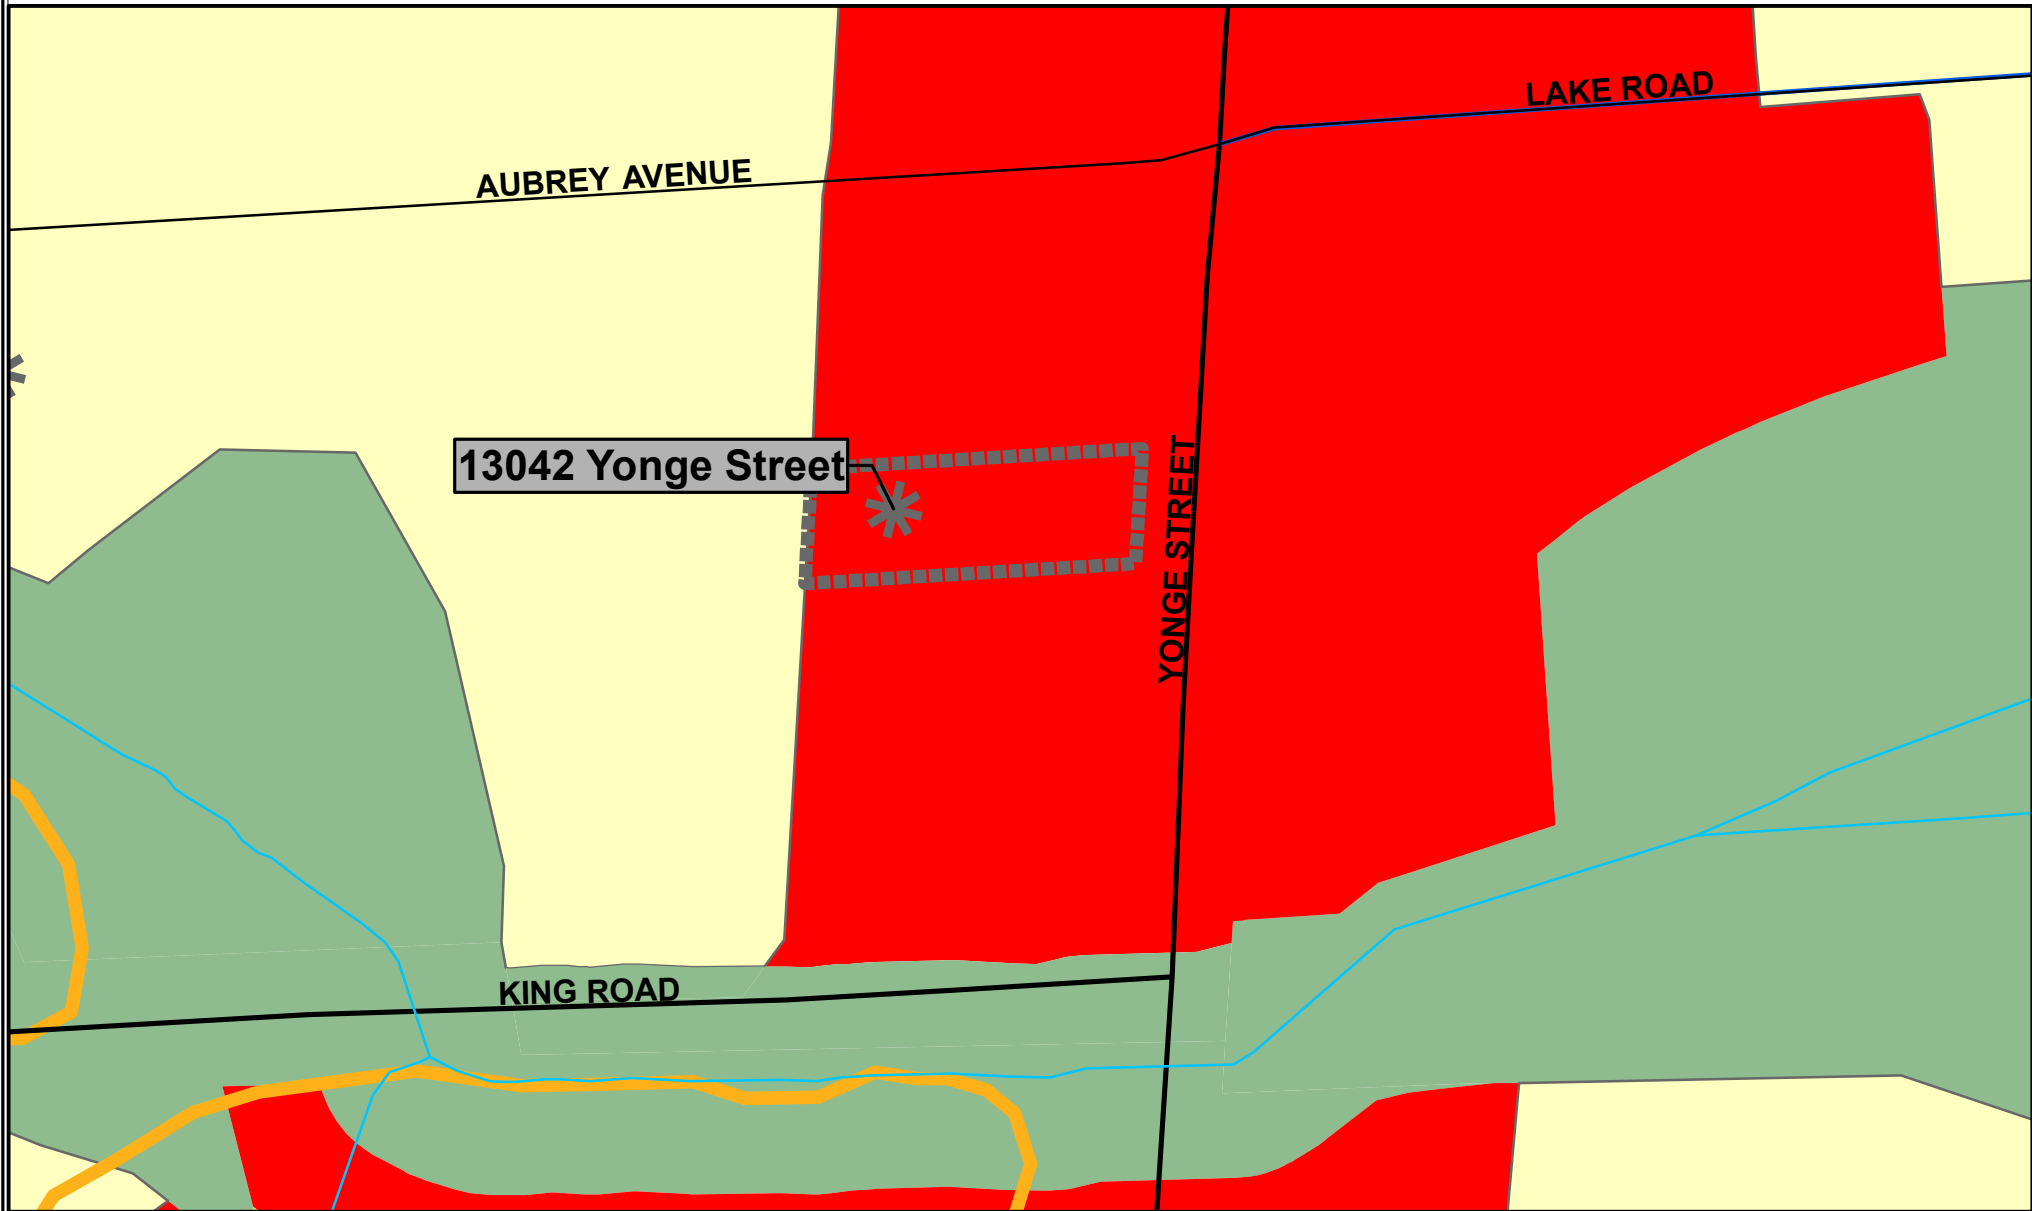 LAKE ROAD
AUBREY AVENUE
13042 Yonge Street
YONGE STREET
KING ROAD